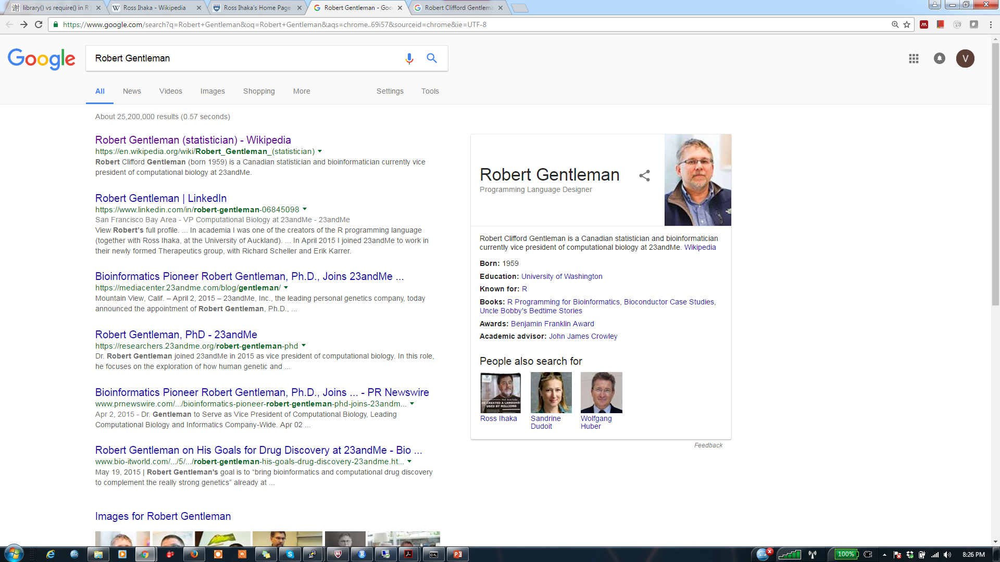 library() vs require() in R
Ross Ihaka - Wikipedia
Ross Ihaka's Home Page
Robert Gentleman - Goo
Robert Clifford Gentlema
https://www.google.com/search?q=Robert+Gentleman&oq=Robert+Gentleman&aqs=chrome..69i57&sourceid=chrome&ie=UTF-8
Google
Robert Gentleman
V
All News Videos Images Shopping More Settings Tools
About 25,200,000 results (0.57 seconds)
Robert Gentleman (statistician) - Wikipedia
https://en.wikipedia.org/wiki/Robert_Gentleman_(statistician)
Robert Clifford Gentleman (born 1959) is a Canadian statistician and bioinformatician currently vice
president of computational biology at 23andMe.
Robert Gentleman | LinkedIn
https://www.linkedin.com/in/robert-gentleman-06845098
San Francisco Bay Area - VP Computational Biology at 23andMe - 23andMe
View Robert's full profile. ... In academia I was one of the creators of the R programming language
(together with Ross Ihaka, at the University of Auckland). ... In April 2015 I joined 23andMe to work in
their newly formed Therapeutics group, with Richard Scheller and Erik Karrer.
Bioinformatics Pioneer Robert Gentleman, Ph.D., Joins 23andMe ...
https://mediacenter.23andme.com/blog/gentleman/
Mountain View, Calif. – April 2, 2015 – 23andMe, Inc., the leading personal genetics company, today
announced the appointment of Robert Gentleman, Ph.D., ...
Robert Gentleman, PhD - 23andMe
https://researchers.23andme.org/robert-gentleman-phd
Dr. Robert Gentleman joined 23andMe in 2015 as vice president of computational biology. In this role,
he focuses on the exploration of how human genetic and ...
Bioinformatics Pioneer Robert Gentleman, Ph.D., Joins ... - PR Newswire
www.prnewswire.com/.../bioinformatics-pioneer-robert-gentleman-phd-joins-23andm...
Apr 2, 2015 - Dr. Gentleman to Serve as Vice President of Computational Biology, Leading
Computational Biology and Informatics Company-Wide. Apr 02 ...
Robert Gentleman on His Goals for Drug Discovery at 23andMe - Bio ...
www.bio-itworld.com/.../5/.../robert-gentleman-his-goals-drug-discovery-23andme.ht...
May 19, 2015 | Robert Gentleman's goal is to “bring bioinformatics and computational drug discovery
to complement the really strong genetics” already at ...
Images for Robert Gentleman
Robert Gentleman
Programming Language Designer
Robert Clifford Gentleman is a Canadian statistician and bioinformatician
currently vice president of computational biology at 23andMe. Wikipedia
Born: 1959
Education: University of Washington
Known for: R
Books: R Programming for Bioinformatics, Bioconductor Case Studies,
Uncle Bobby's Bedtime Stories
Awards: Benjamin Franklin Award
Academic advisor: John James Crowley
People also search for
HE CREATED A LANGUAGE
USED BY MILLIONS
Ross Ihaka
Sandrine
Dudoit
Wolfgang
Huber
Feedback
100%
8:26 PM